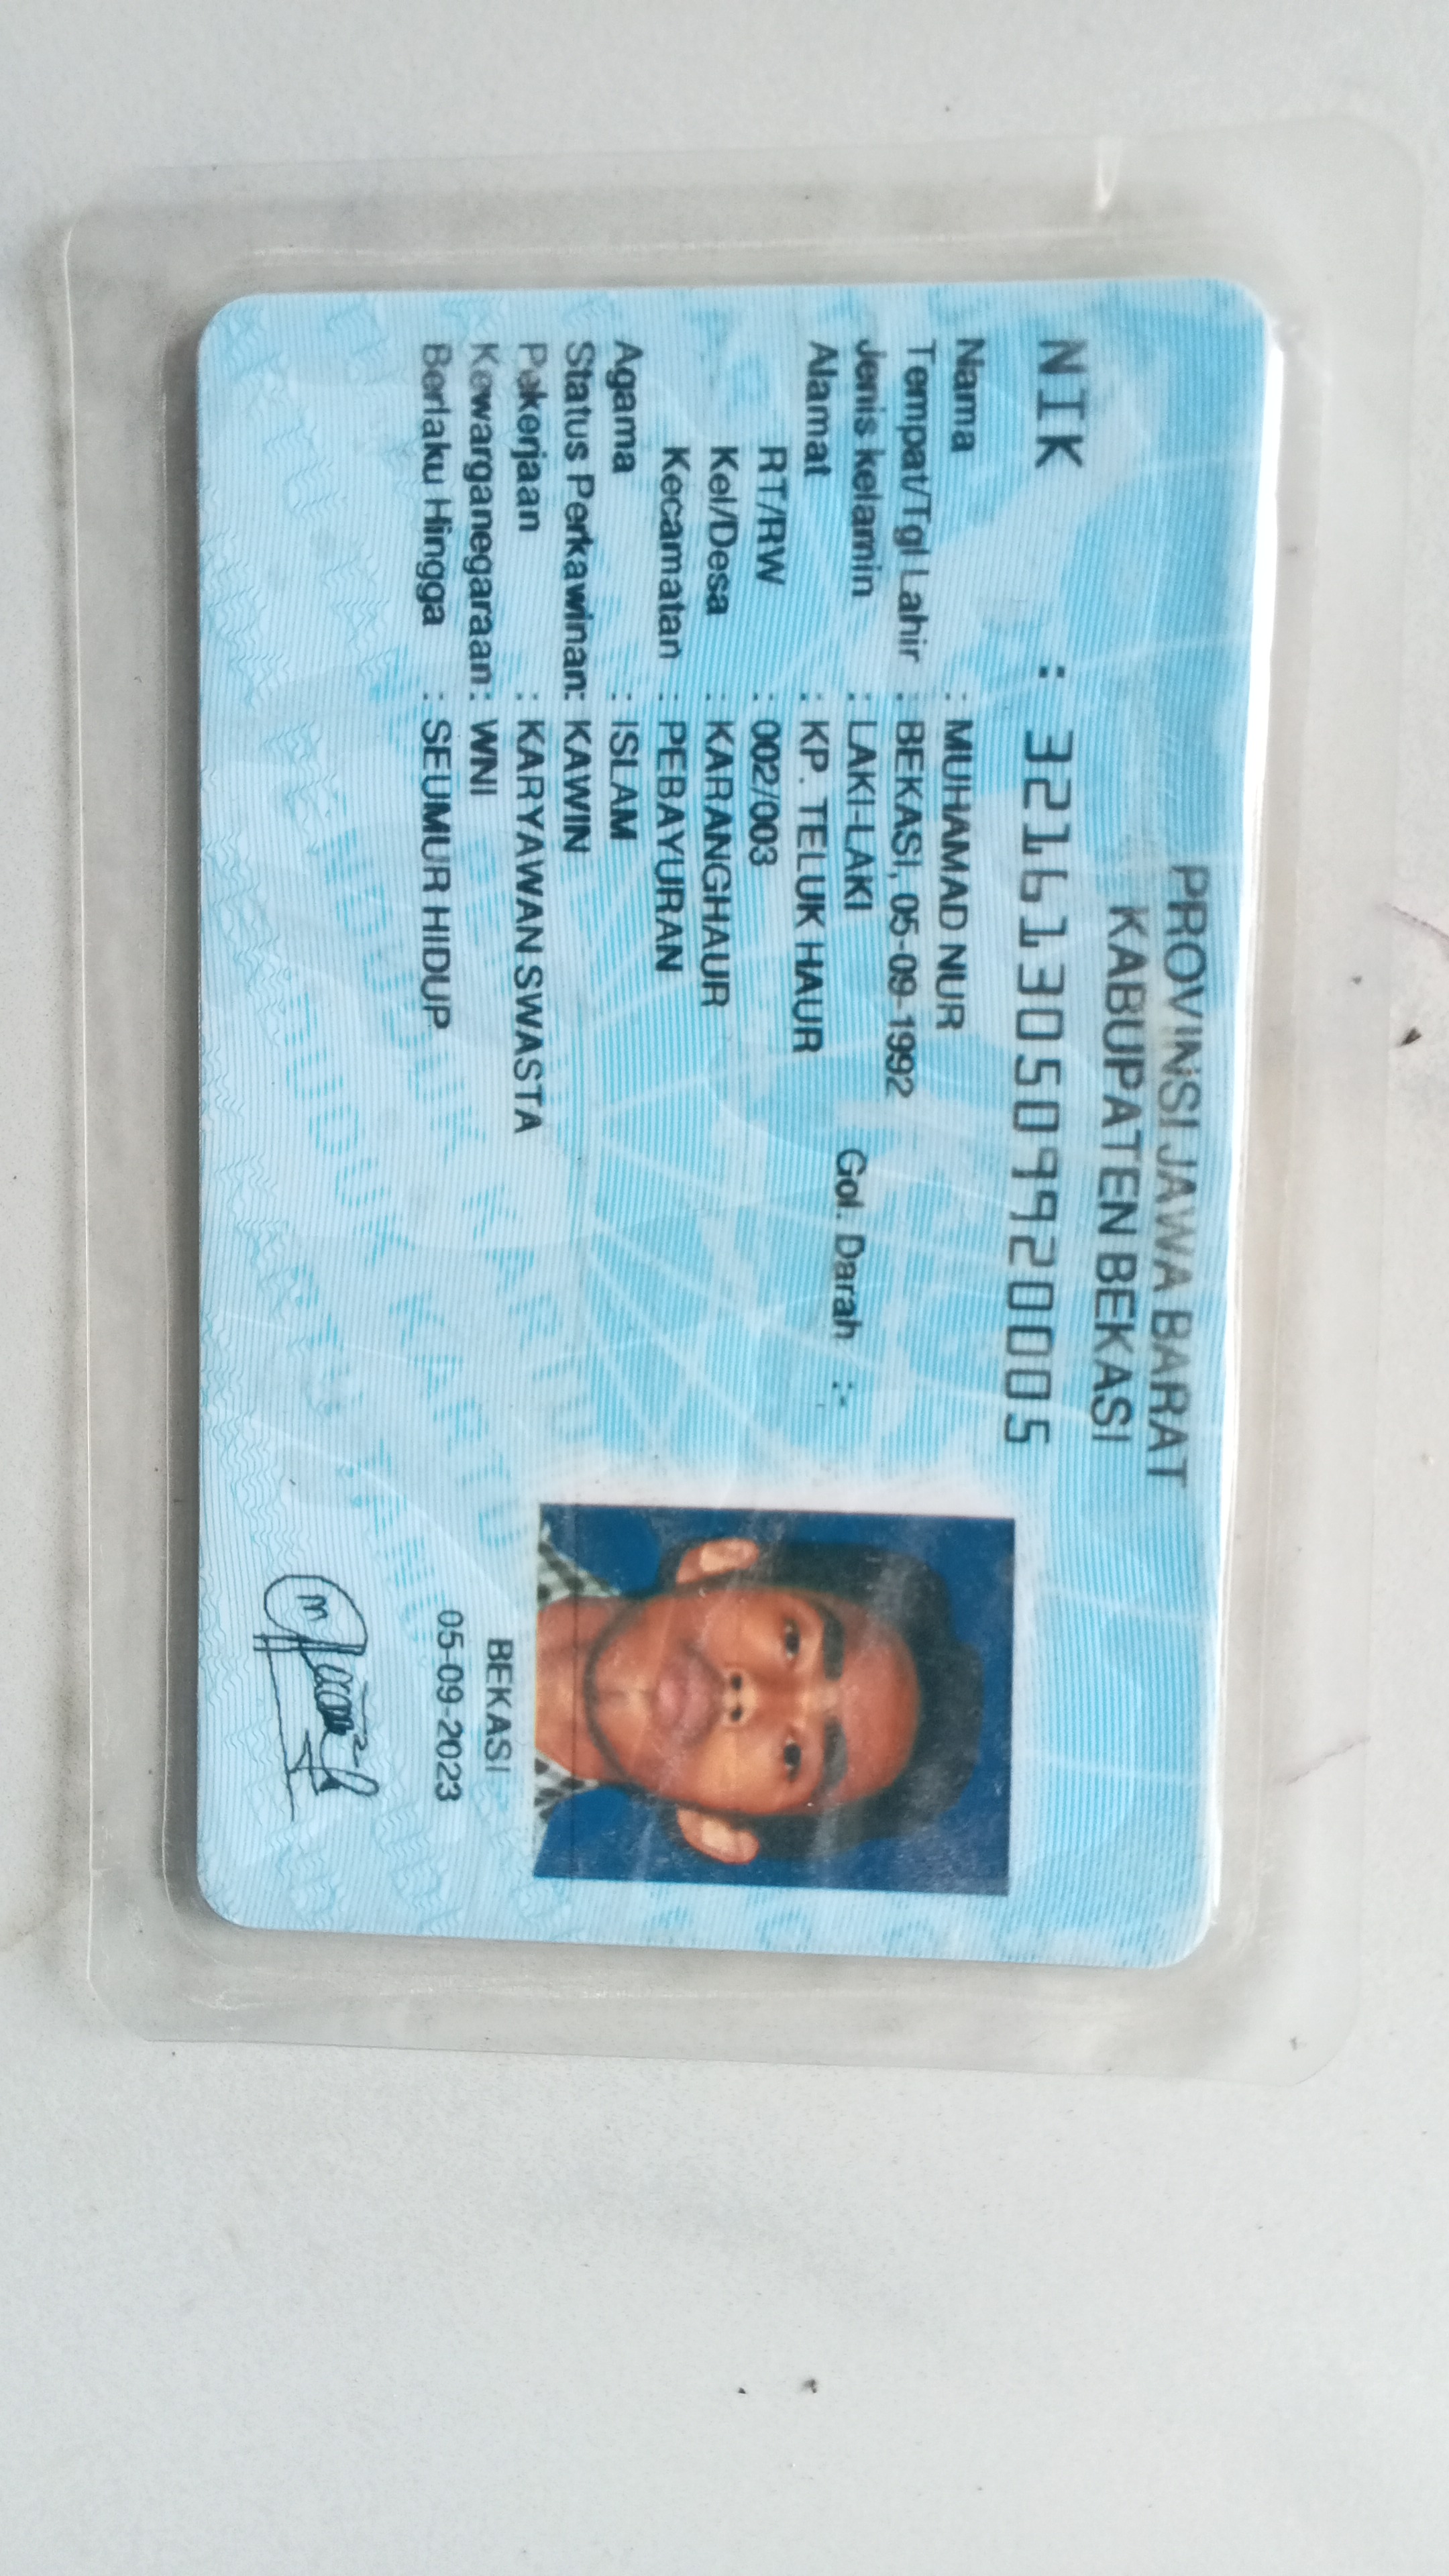 PROVINSI JAWA BARAT
KABUPATEN BEKASI
NIK : 3216130509920005
Nama : MUHAMAD NUR
Tempat/Tgl Lahir : BEKASI, 05-09-1992
Jenis kelamin : LAKI-LAKI Gol. Darah :-
Alamat : KP. TELUK HAUR
RT/RW : 002/003
Kel/Desa : KARANGHAUR
Kecamatan : PEBAYURAN
Agama : ISLAM
Status Perkawinan: KAWIN
Pekerjaan : KARYAWAN SWASTA
Kewarganegaraan: WNI
Berlaku Hingga : SEUMUR HIDUP
BEKASI
05-09-2023